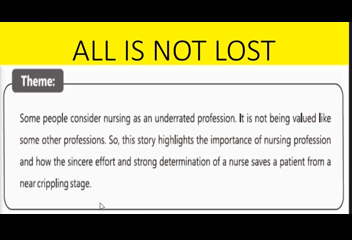 ALL IS NOT LOST
Theme:
Some people consider nursing as an underrated profession. It is not being valued like
some other professions. So, this story highlights the importance of nursing profession
and how the sincere effort and strong determination of a nurse saves a patient from a
near crippling stage.